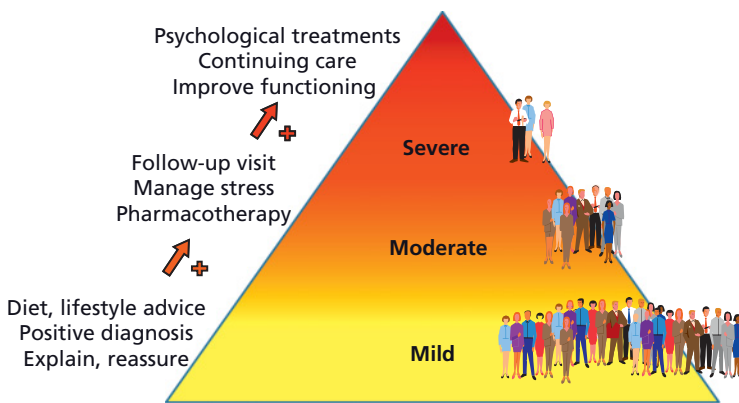 Psychological treatments
Continuing care
Improve functioning
+
Severe
Follow-up visit
Manage stress
Pharmacotherapy
Moderate
+
Diet, lifestyle advice
Positive diagnosis
Explain, reassure
Mild